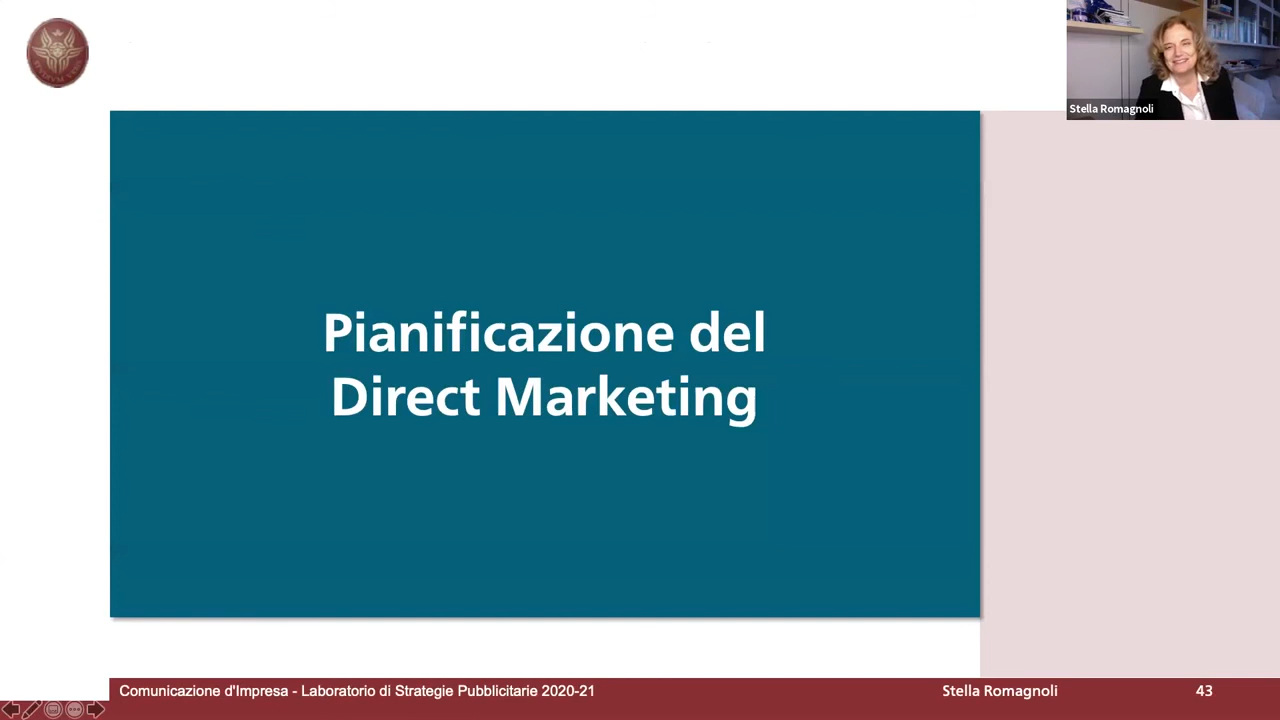 Stella Romagnoli
Pianificazione del
Direct Marketing
Comunicazione d'Impresa - Laboratorio di Strategie Pubblicitarie 2020-21
Stella Romagnoli
43